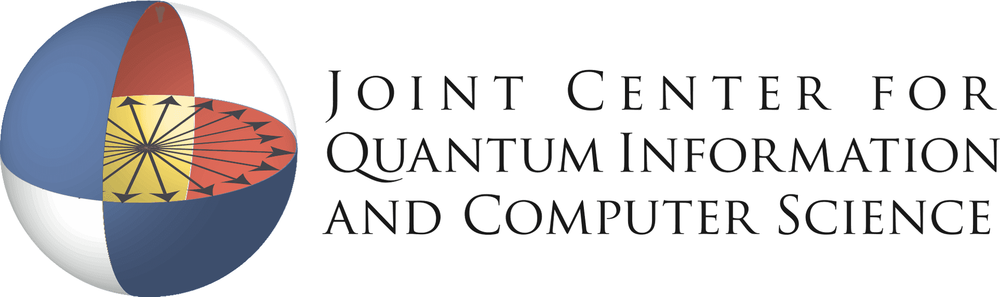 JOINT CENTER FOR
QUANTUM INFORMATION
AND COMPUTER SCIENCE